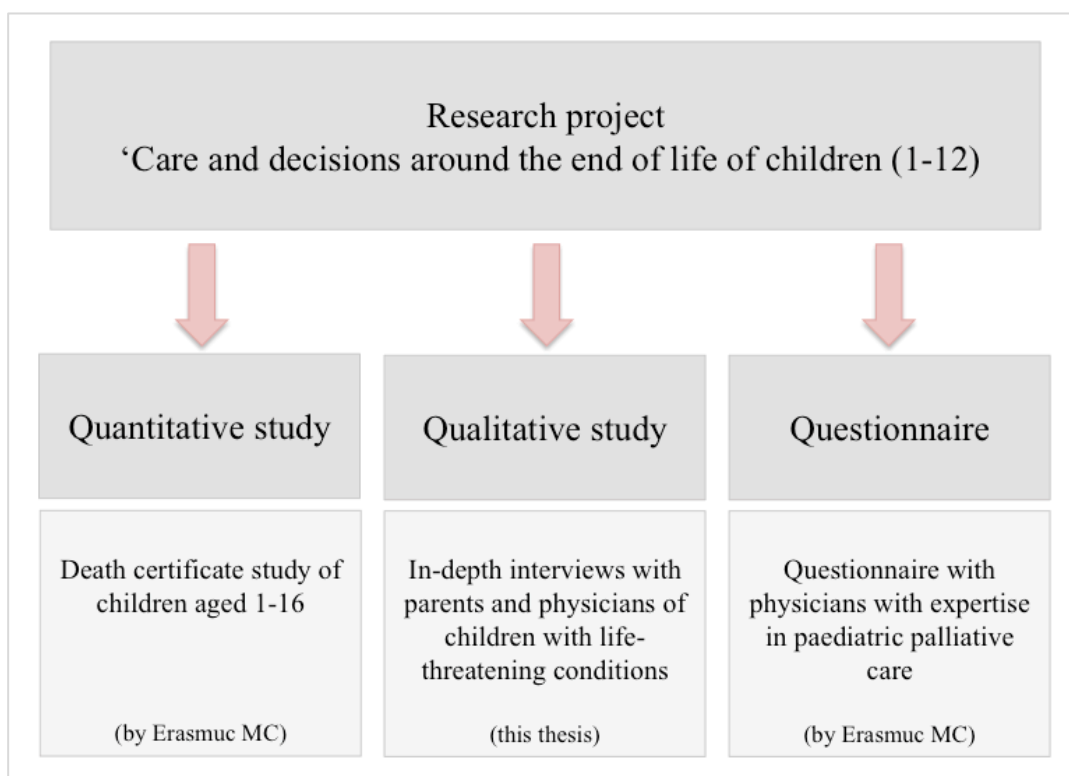 Research project
‘Care and decisions around the end of life of children (1-12)
Quantitative study
Death certificate study of
children aged 1-16
(by Erasmuc MC)
Qualitative study
In-depth interviews with
parents and physicians of
children with life-
threatening conditions
(this thesis)
Questionnaire
Questionnaire with
physicians with expertise
in paediatric palliative
care
(by Erasmuc MC)